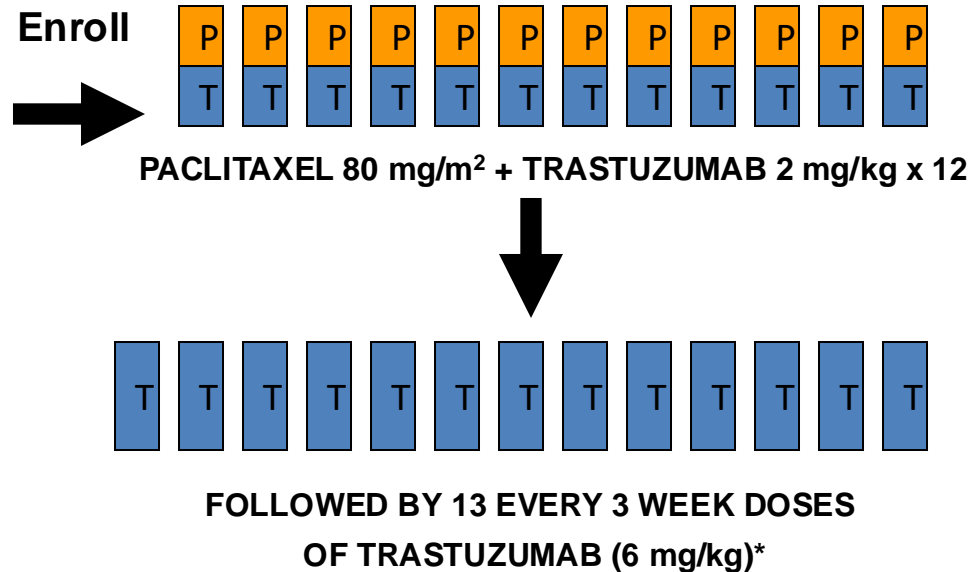 Enroll
P P P P P P P P P P P P
T T T T T T T T T T T T
PACLITAXEL 80 mg/m² + TRASTUZUMAB 2 mg/kg x 12
T T T T T T T T T T T T T
FOLLOWED BY 13 EVERY 3 WEEK DOSES
OF TRASTUZUMAB (6 mg/kg)*